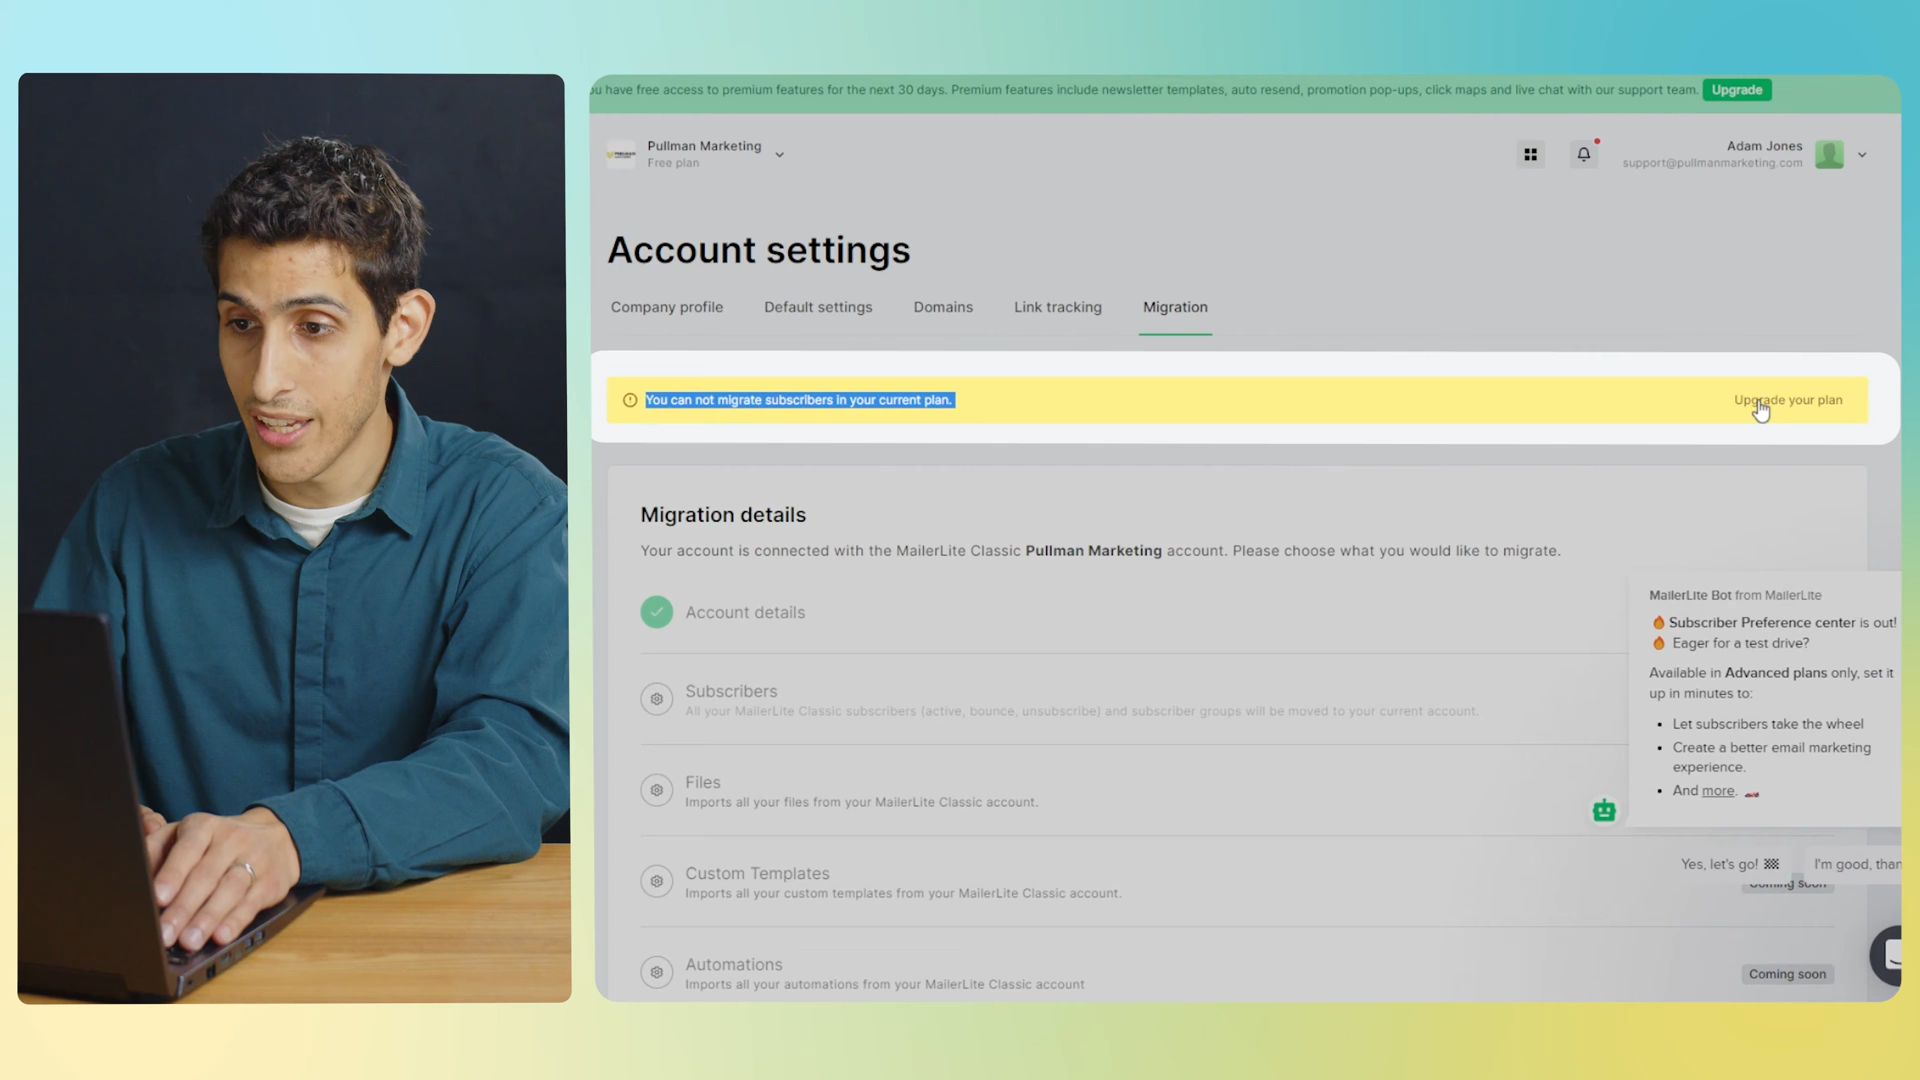 ou have free access to premium features for the next 30 days. Premium features include newsletter templates, auto resend, promotion pop-ups, click maps and live chat with our support team. Upgrade
Pullman Marketing
Free plan
Adam Jones
support@pullmanmarketing.com
Account settings
Company profile Default settings Domains Link tracking Migration
You can not migrate subscribers in your current plan. Upgrade your plan
Migration details
Your account is connected with the MailerLite Classic Pullman Marketing account. Please choose what you would like to migrate.
Account details
Subscribers
All your MailerLite Classic subscribers (active, bounce, unsubscribe) and subscriber groups will be moved to your current account.
Files
Imports all your files from your MailerLite Classic account.
Custom Templates
Imports all your custom templates from your MailerLite Classic account.
Coming soon
Automations
Imports all your automations from your MailerLite Classic account
Coming soon
MailerLite Bot from MailerLite
🔥 Subscriber Preference center is out!
🔥 Eager for a test drive?
Available in Advanced plans only, set it
up in minutes to:
• Let subscribers take the wheel
• Create a better email marketing
experience.
• And more. 🏎️
Yes, let's go! 🏁 I'm good, than